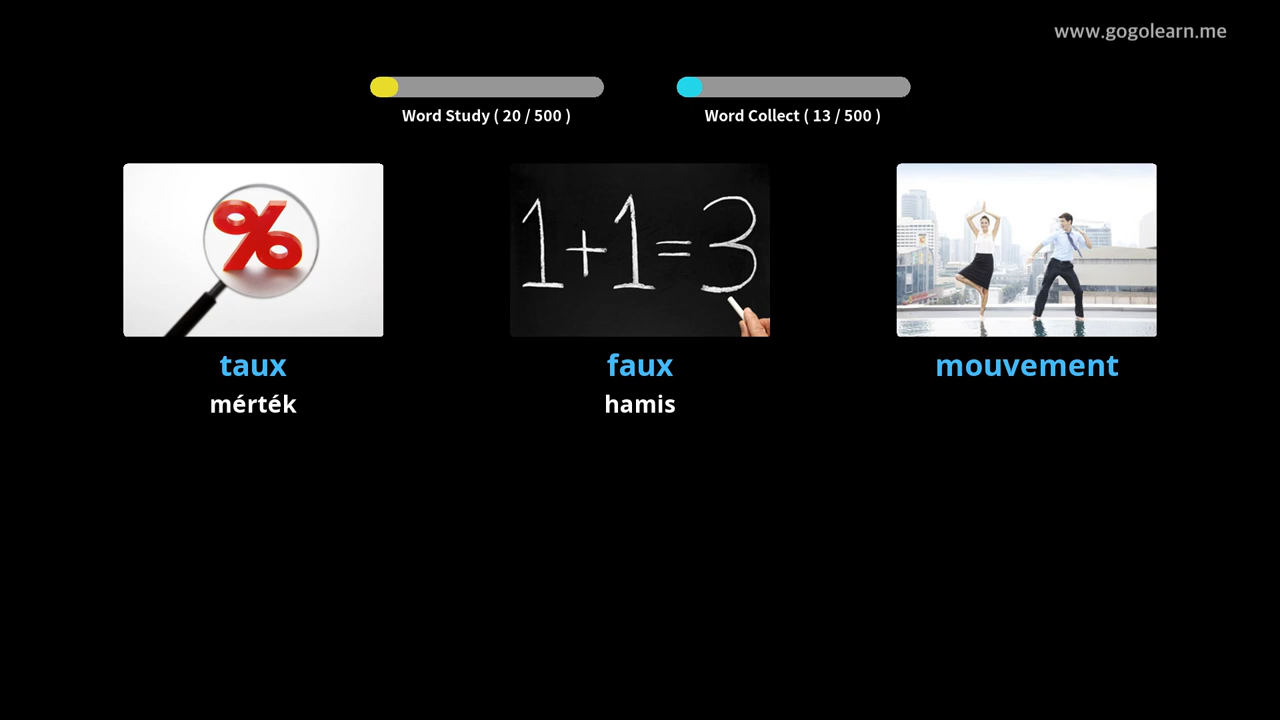 www.gogolearn.me
Word Study ( 20 / 500 )
Word Collect ( 13 / 500 )
%
1+1=3
taux
faux
mouvement
mérték
hamis